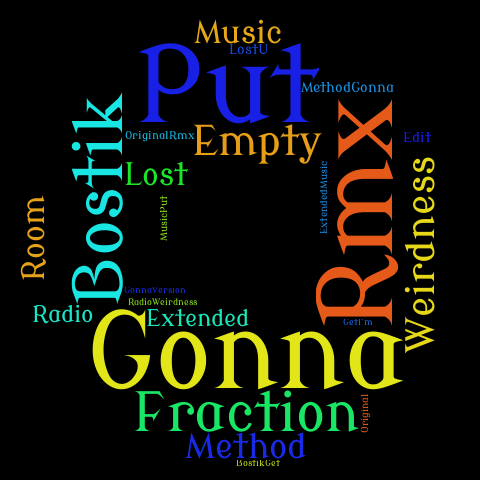 Music
LostU
Put
MethodGonna
OriginalRmx
Empty
Edit
Bostik
Rmx
Lost
ExtendedMusic
Weirdness
MusicPut
Room
GonnaVersion
RadioWeirdness
Radio
Extended
GetI'm
Gonna
Fraction
Original
Method
BostikGet